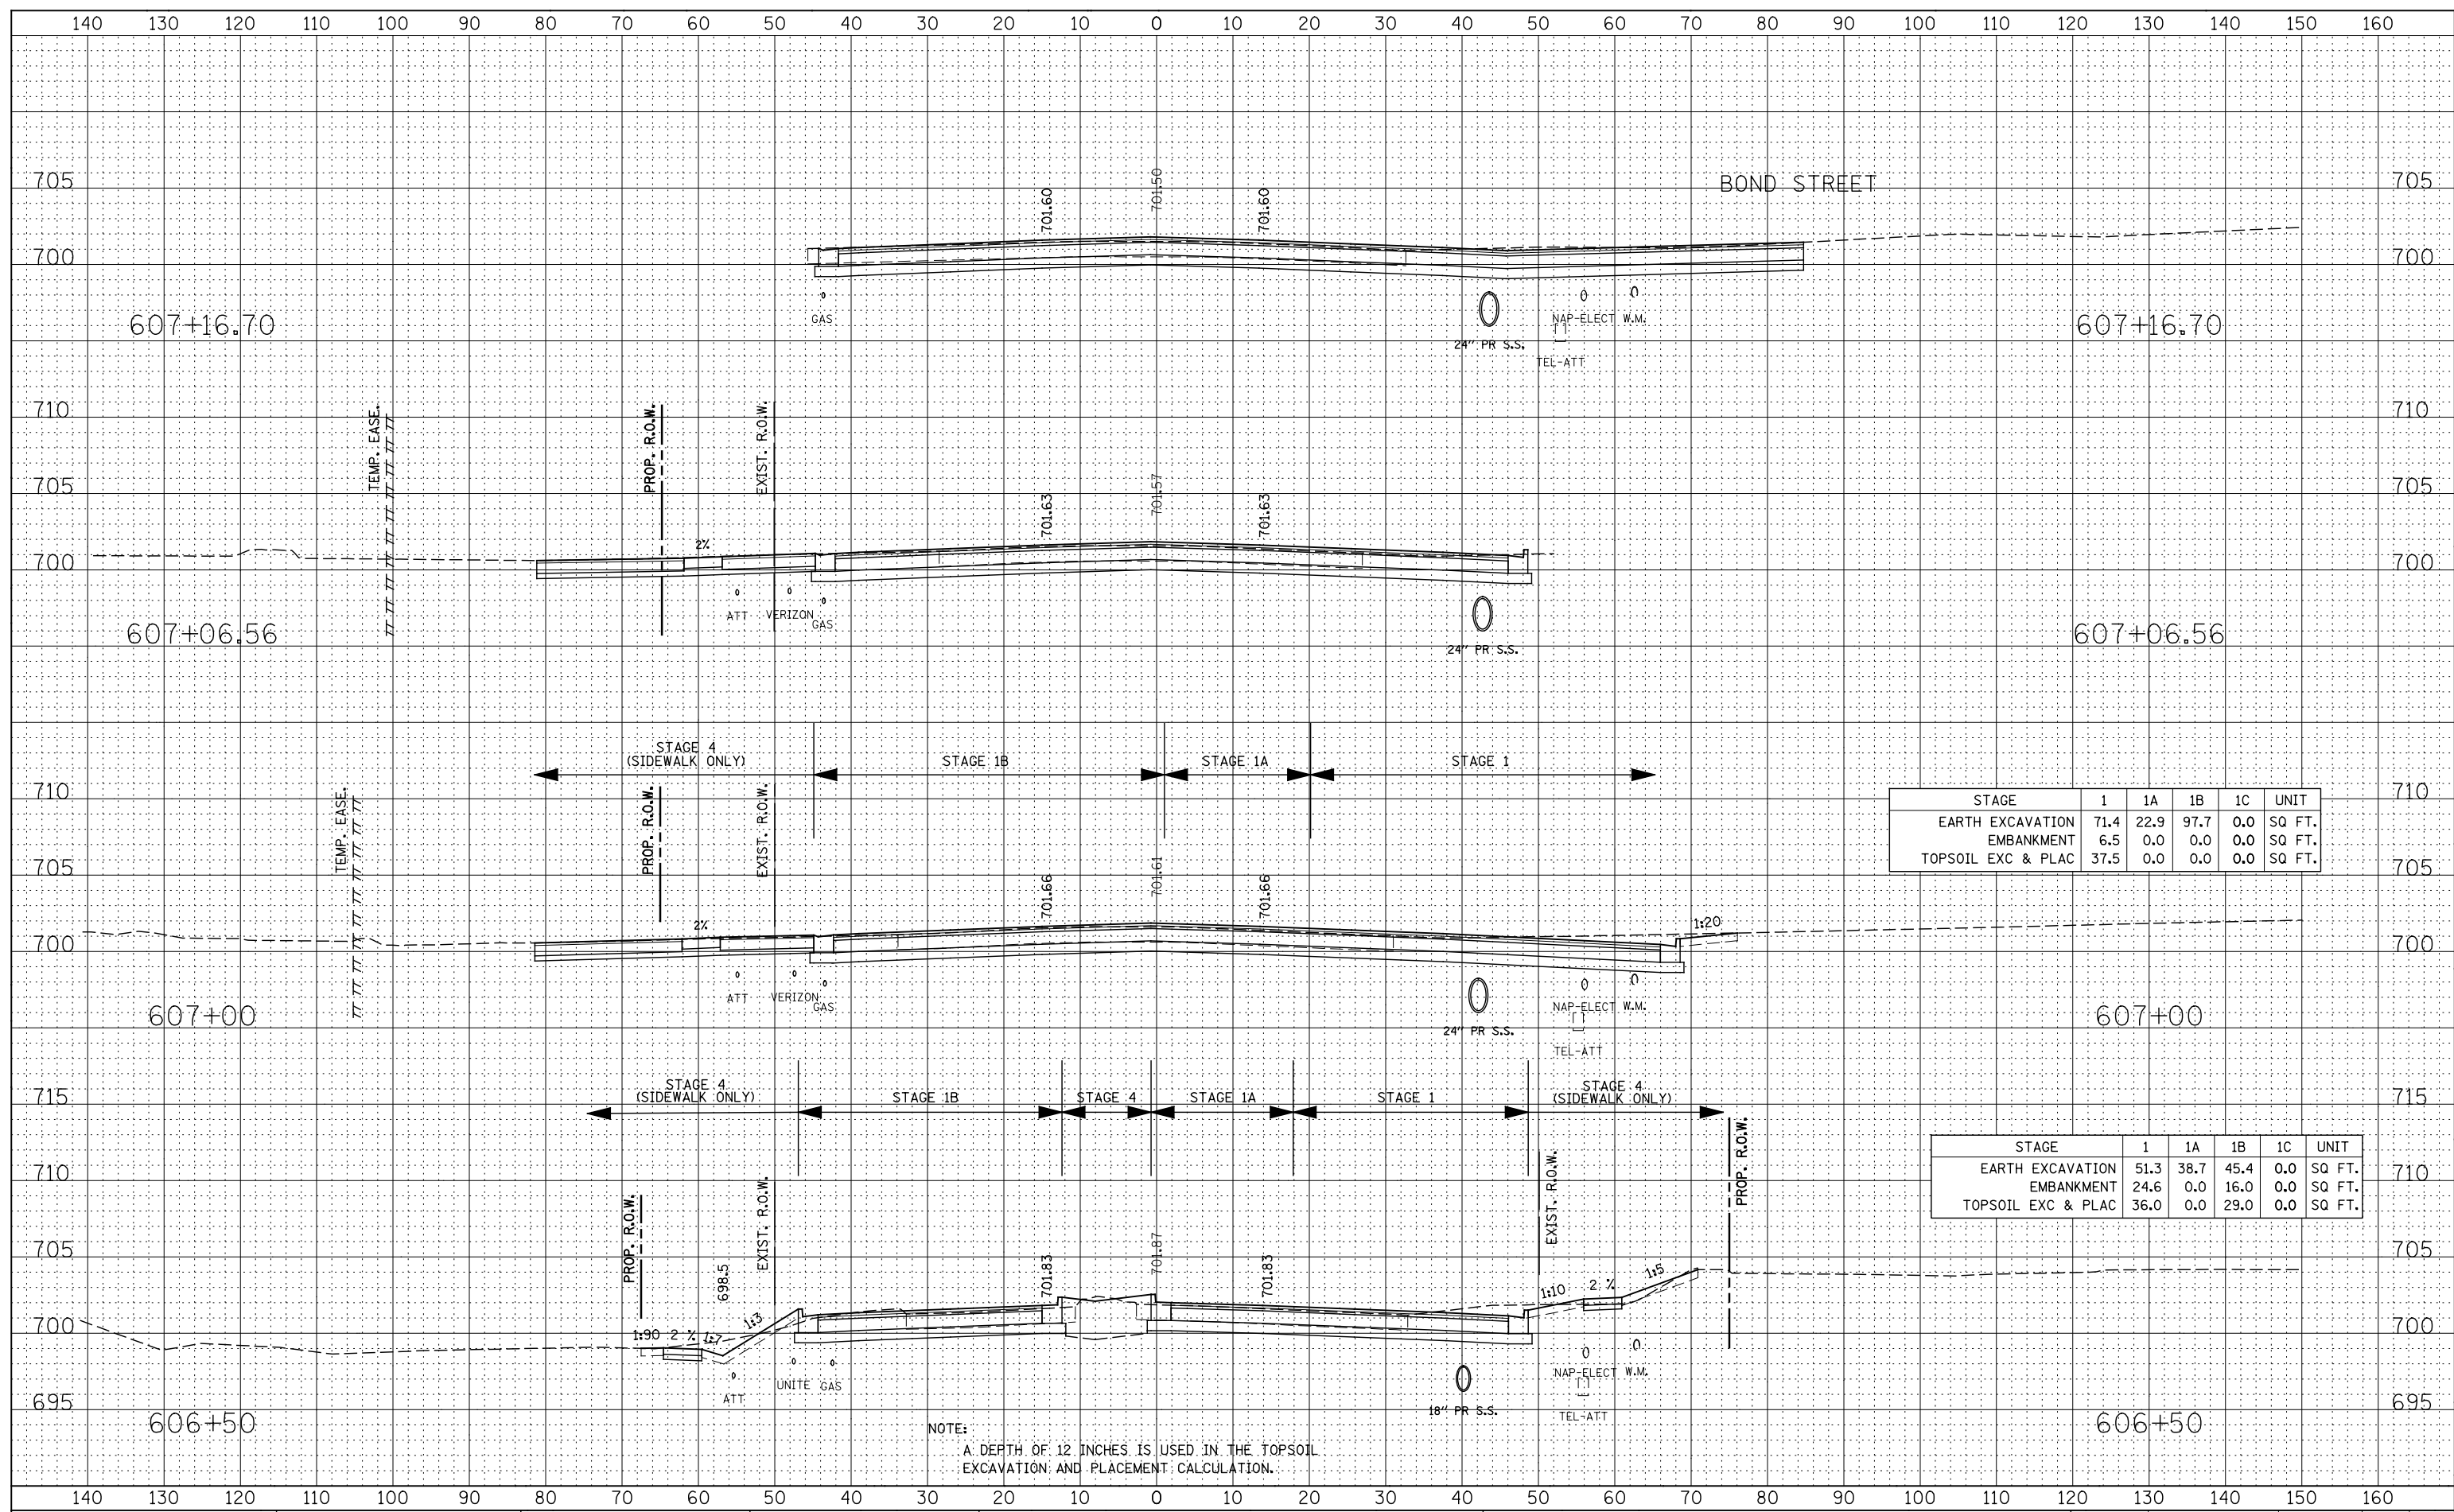 140 130 120 110 100 90 80 70 60 50 40 30 20 10 0 10 20 30 40 50 60 70 80 90 100 110 120 130 140 150 160
705 701.60 701.50 701.60 BOND STREET 705
700 700
GAS NAP-ELECT W.M.
607+16.70 607+16.70
24" PR S.S.
TEL-ATT
710 TEMP. EASE. PROP. R.O.W. EXIST. R.O.W. 710
705 701.63 701.57 701.63 705
2%
700 700
ATT VERIZON GAS
607+06.56 607+06.56
24" PR S.S.
STAGE 4
(SIDEWALK ONLY) STAGE 1B STAGE 1A STAGE 1
710 710
TEMP. EASE. PROP. R.O.W. EXIST. R.O.W.
STAGE 1 1A 1B 1C UNIT
EARTH EXCAVATION 71.4 22.9 97.7 0.0 SQ FT.
EMBANKMENT 6.5 0.0 0.0 0.0 SQ FT.
TOPSOIL EXC & PLAC 37.5 0.0 0.0 0.0 SQ FT.
705 701.66 701.61 701.66 705
2% 1:20
700 700
ATT VERIZON GAS NAP-ELECT W.M.
607+00 607+00
24" PR S.S.
TEL-ATT
STAGE 4
(SIDEWALK ONLY) STAGE 1B STAGE 4 STAGE 1A STAGE 1 STAGE 4
(SIDEWALK ONLY)
715 715
STAGE 1 1A 1B 1C UNIT
EARTH EXCAVATION 51.3 38.7 45.4 0.0 SQ FT.
EMBANKMENT 24.6 0.0 16.0 0.0 SQ FT.
TOPSOIL EXC & PLAC 36.0 0.0 29.0 0.0 SQ FT.
710 710
PROP. R.O.W. EXIST. R.O.W. EXIST. R.O.W. PROP. R.O.W.
705 698.5 701.83 701.87 701.83 705
1:90 2 % 1:7 1:3 1:10 2 % 1:5
700 700
ATT UNITE GAS NAP-ELECT W.M.
18" PR S.S. TEL-ATT
695 695
606+50 606+50
NOTE:
A DEPTH OF 12 INCHES IS USED IN THE TOPSOIL
EXCAVATION AND PLACEMENT CALCULATION.
140 130 120 110 100 90 80 70 60 50 40 30 20 10 0 10 20 30 40 50 60 70 80 90 100 110 120 130 140 150 160